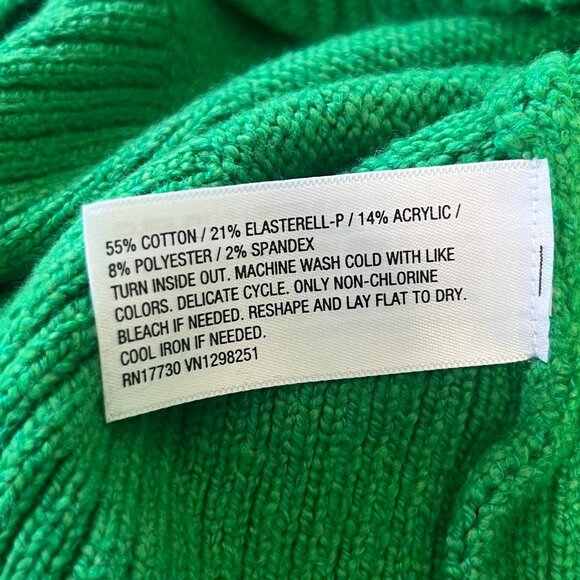 55% COTTON / 21% ELASTERELL-P / 14% ACRYLIC /
8% POLYESTER / 2% SPANDEX
TURN INSIDE OUT. MACHINE WASH COLD WITH LIKE
COLORS. DELICATE CYCLE. ONLY NON-CHLORINE
BLEACH IF NEEDED. RESHAPE AND LAY FLAT TO DRY.
COOL IRON IF NEEDED.
RN17730 VN1298251